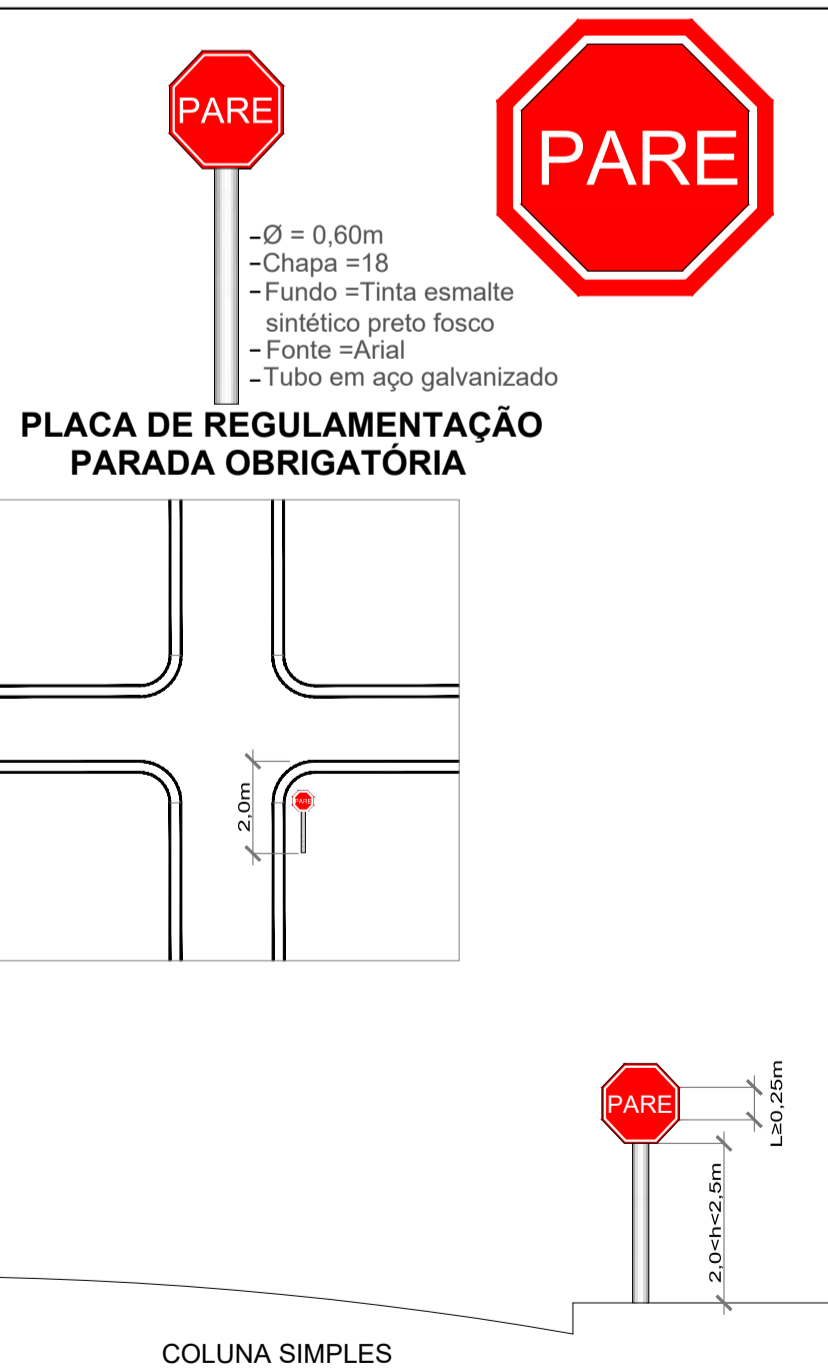 PARE
PARE
-Ø = 0,60m
-Chapa =18
-Fundo =Tinta esmalte
sintético preto fosco
-Fonte =Arial
-Tubo em aço galvanizado
PLACA DE REGULAMENTAÇÃO
PARADA OBRIGATÓRIA
2,0m
PARE
PARE
L≥0,25m
2,0<h<2,5m
COLUNA SIMPLES